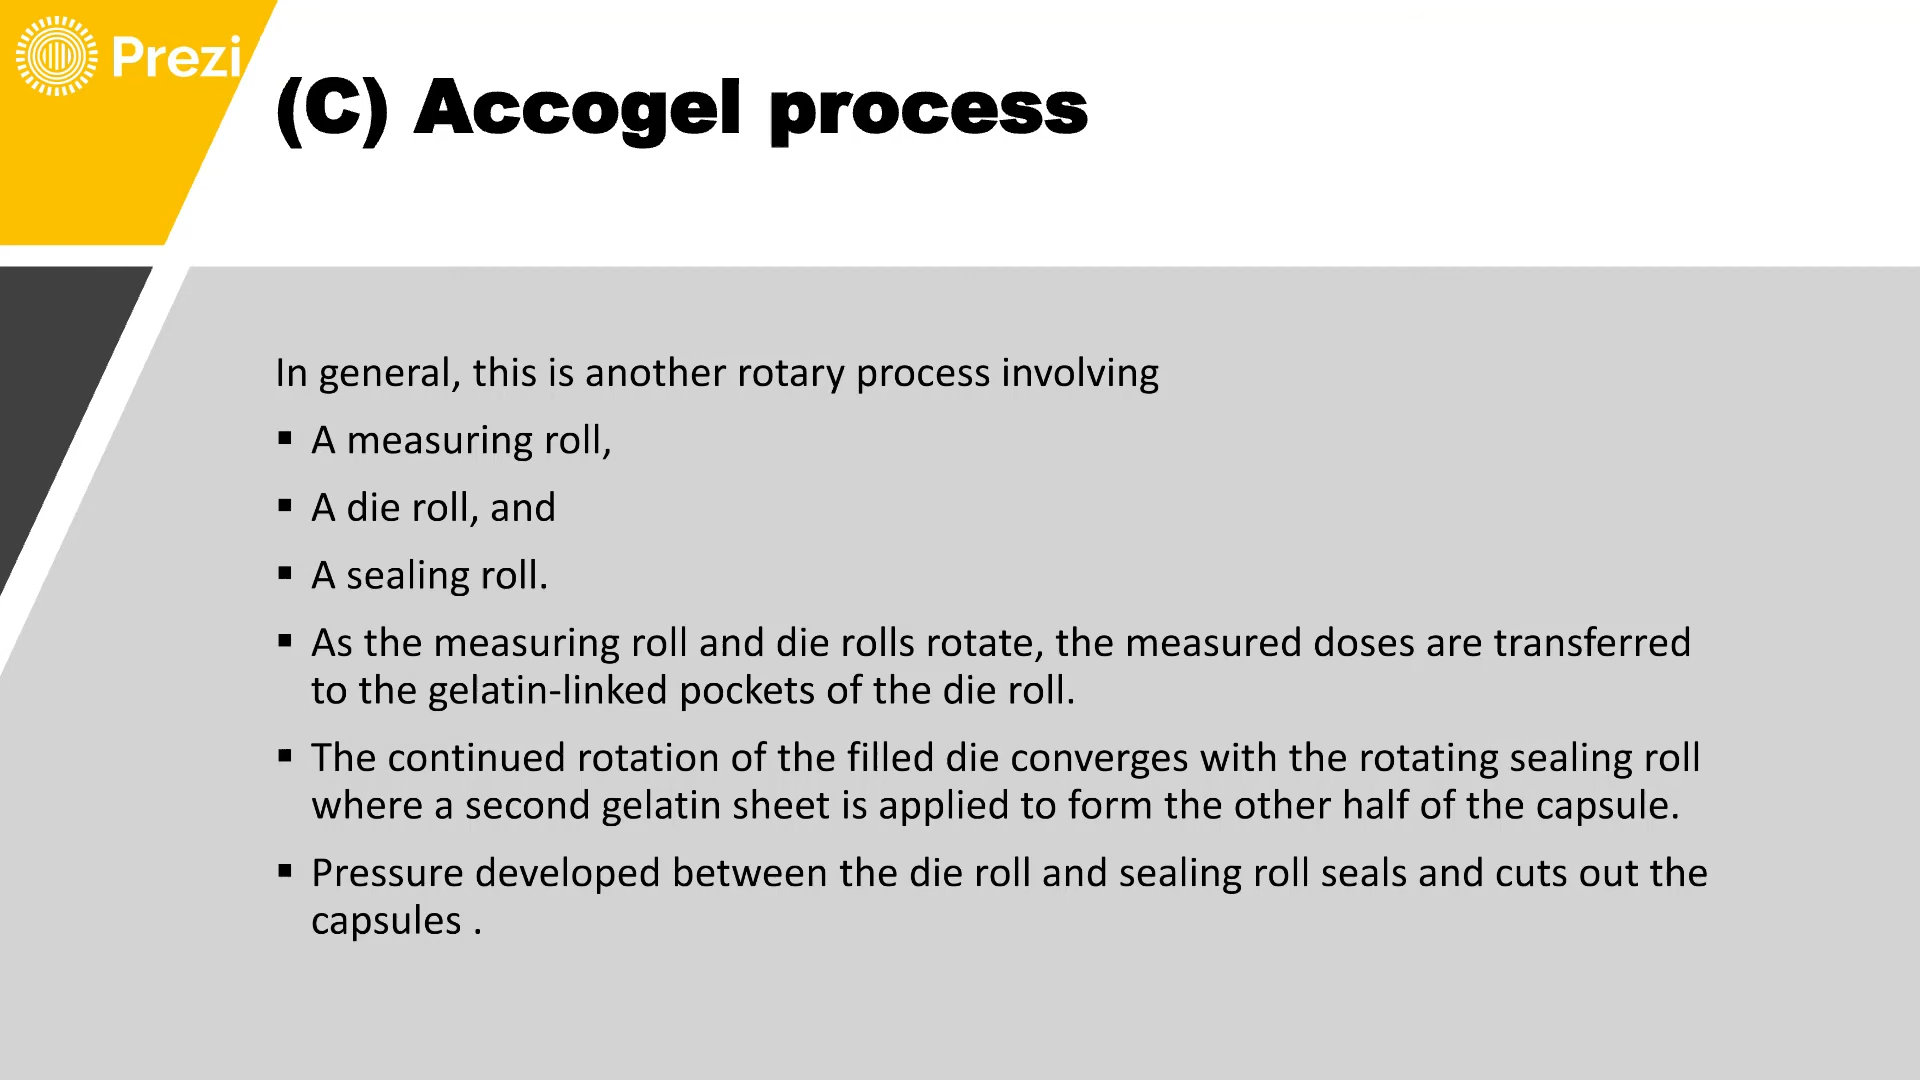 Prezi
(C) Accogel process
In general, this is another rotary process involving
▪ A measuring roll,
▪ A die roll, and
▪ A sealing roll.
▪ As the measuring roll and die rolls rotate, the measured doses are transferred
to the gelatin-linked pockets of the die roll.
▪ The continued rotation of the filled die converges with the rotating sealing roll
where a second gelatin sheet is applied to form the other half of the capsule.
▪ Pressure developed between the die roll and sealing roll seals and cuts out the
capsules .